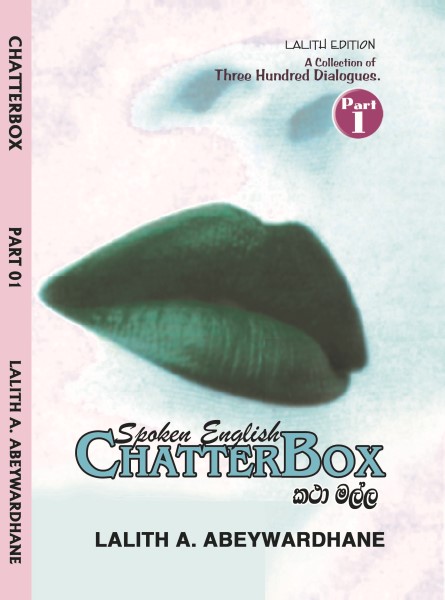 CHATTERBOX
PART 01
LALITH A. ABEYWARDHANE
LALITH EDITION
A Collection of
Three Hundred Dialogues.
Part
1
Spoken English
CHATTERBOX
කථා මල්ල
LALITH A. ABEYWARDHANE